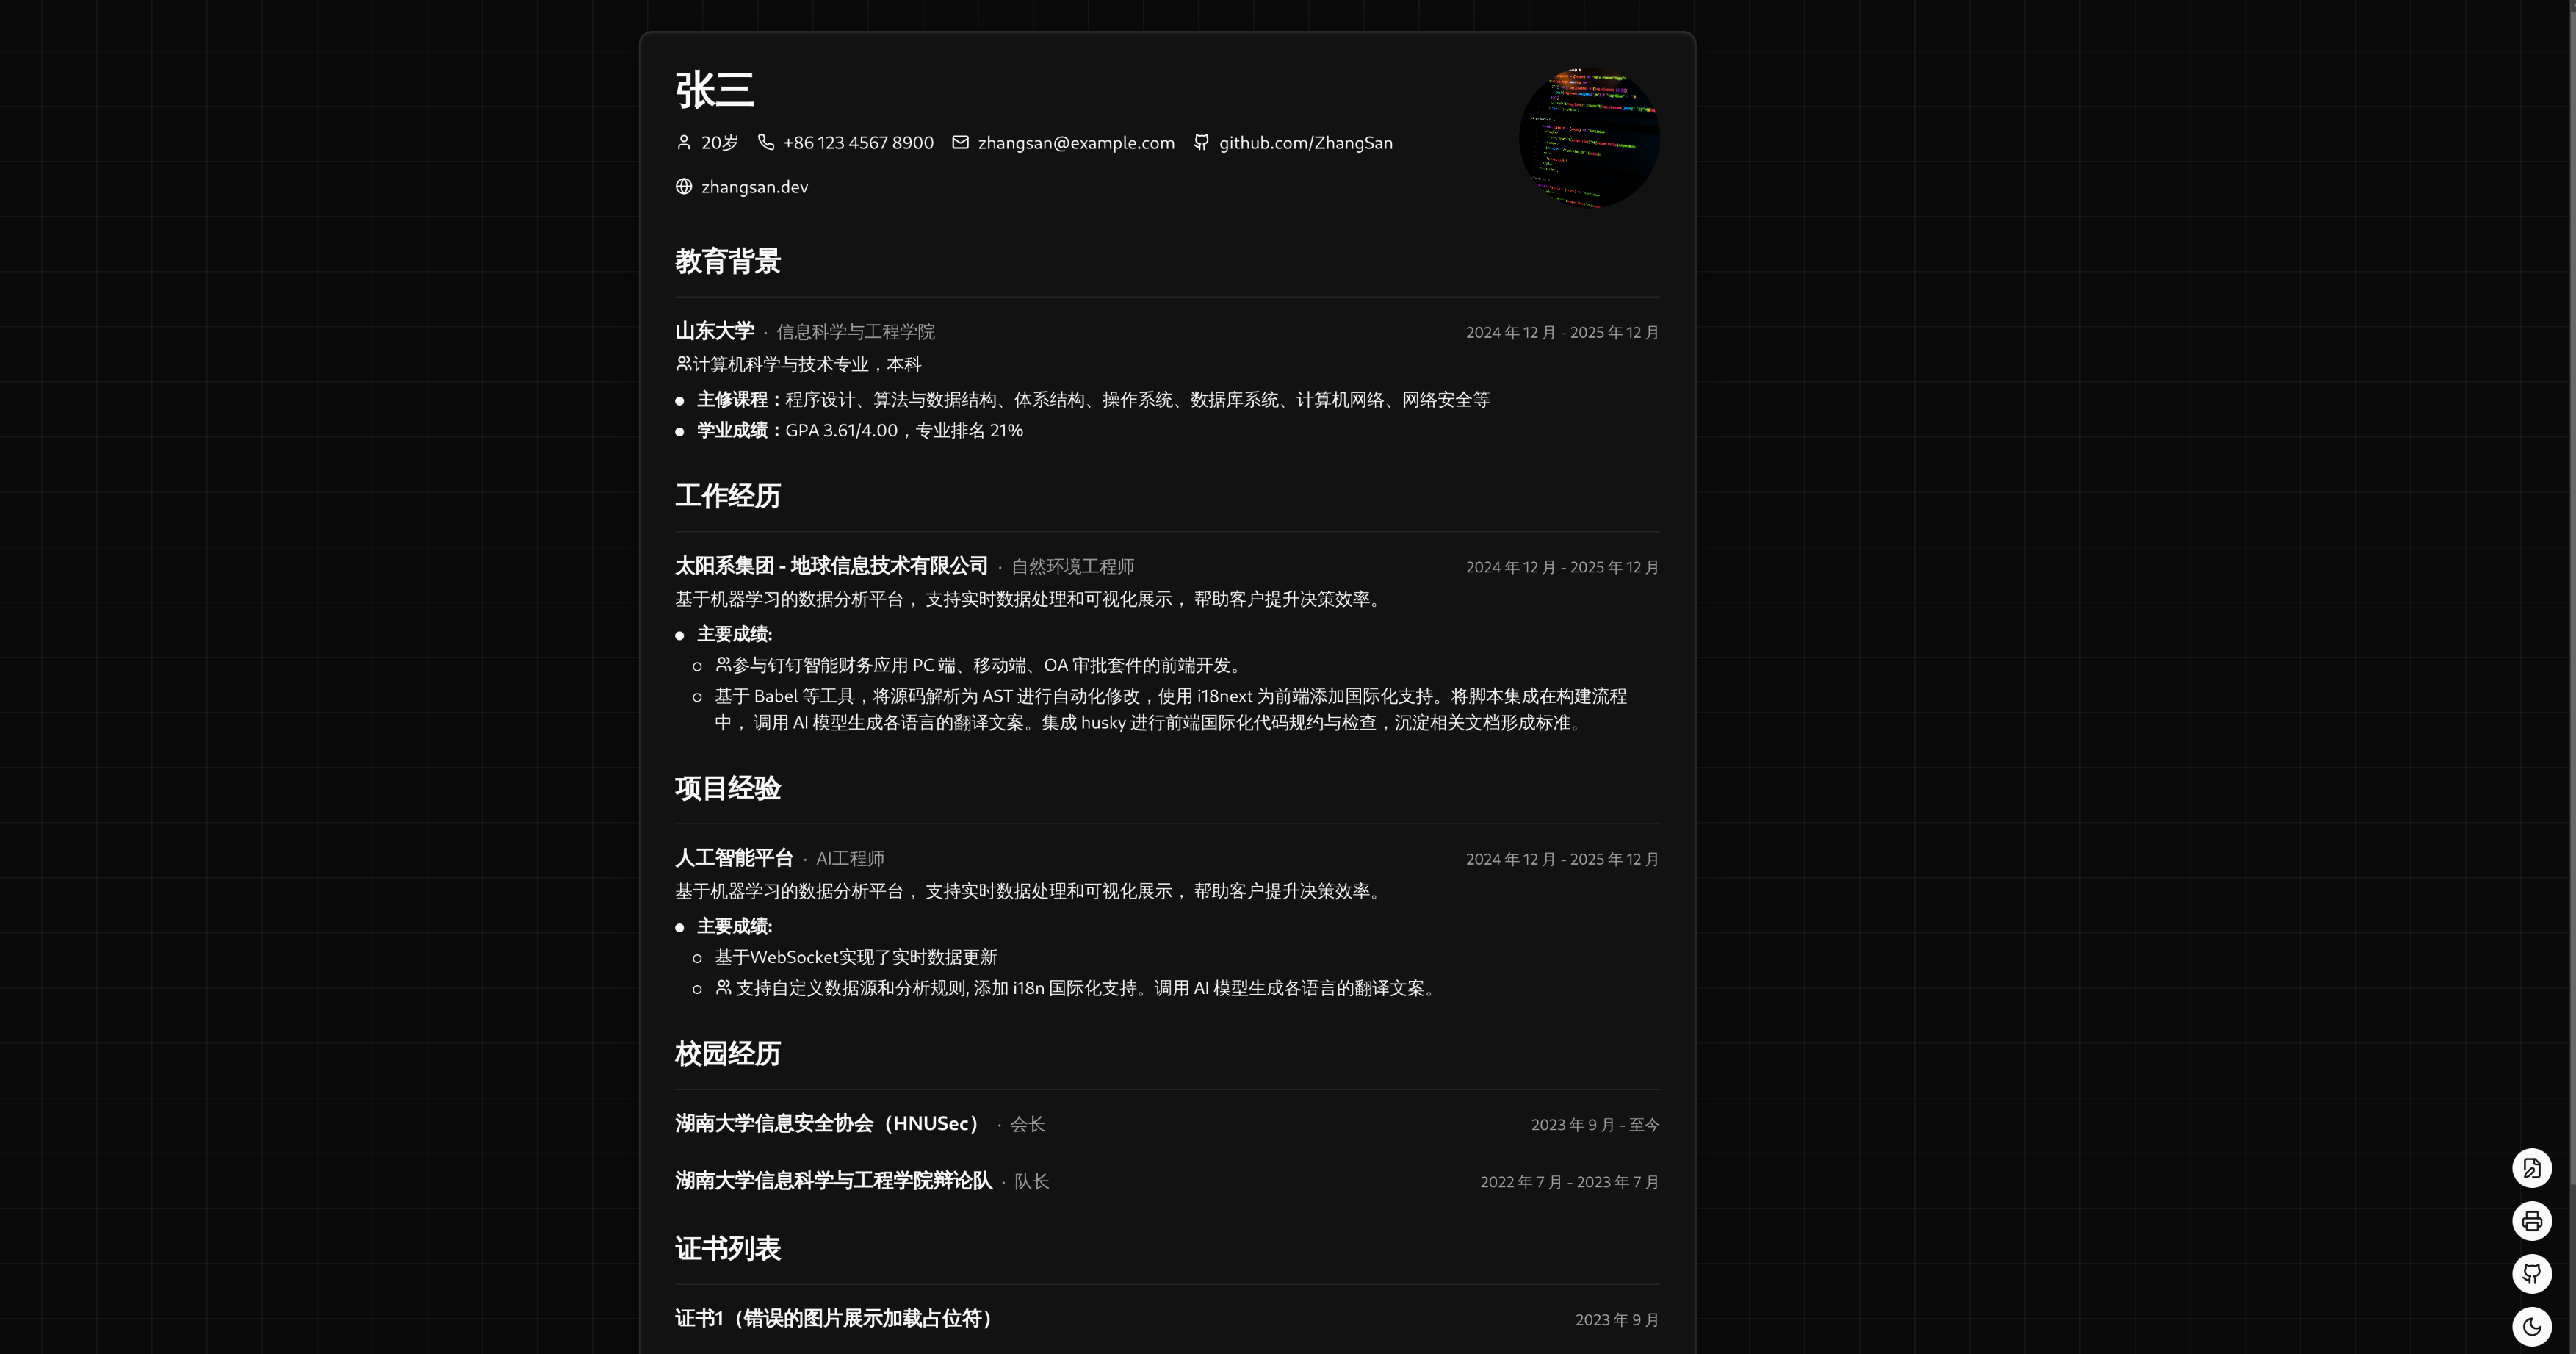 张三
20岁 +86 123 4567 8900 zhangsan@example.com github.com/ZhangSan
zhangsan.dev
教育背景
山东大学 · 信息科学与工程学院 2024 年 12 月 - 2025 年 12 月
计算机科学与技术专业，本科
主修课程：程序设计、算法与数据结构、体系结构、操作系统、数据库系统、计算机网络、网络安全等
学业成绩：GPA 3.61/4.00，专业排名 21%
工作经历
太阳系集团 - 地球信息技术有限公司 · 自然环境工程师 2024 年 12 月 - 2025 年 12 月
基于机器学习的数据分析平台， 支持实时数据处理和可视化展示， 帮助客户提升决策效率。
主要成绩:
参与钉钉智能财务应用 PC 端、移动端、OA 审批套件的前端开发。
基于 Babel 等工具，将源码解析为 AST 进行自动化修改，使用 i18next 为前端添加国际化支持。将脚本集成在构建流程
中， 调用 AI 模型生成各语言的翻译文案。集成 husky 进行前端国际化代码规约与检查，沉淀相关文档形成标准。
项目经验
人工智能平台 · AI工程师 2024 年 12 月 - 2025 年 12 月
基于机器学习的数据分析平台， 支持实时数据处理和可视化展示， 帮助客户提升决策效率。
主要成绩:
基于WebSocket实现了实时数据更新
支持自定义数据源和分析规则, 添加 i18n 国际化支持。调用 AI 模型生成各语言的翻译文案。
校园经历
湖南大学信息安全协会（HNUSec） · 会长 2023 年 9 月 - 至今
湖南大学信息科学与工程学院辩论队 · 队长 2022 年 7 月 - 2023 年 7 月
证书列表
证书1（错误的图片展示加载占位符） 2023 年 9 月